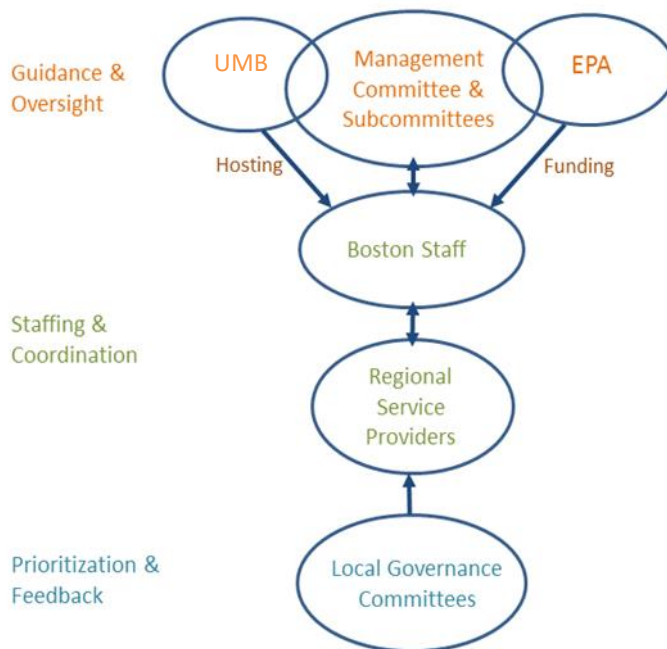 UMB
Management
Committee &
Subcommittees
EPA
Guidance &
Oversight
Hosting
Funding
Boston Staff
Staffing &
Coordination
Regional
Service
Providers
Prioritization &
Feedback
Local Governance
Committees